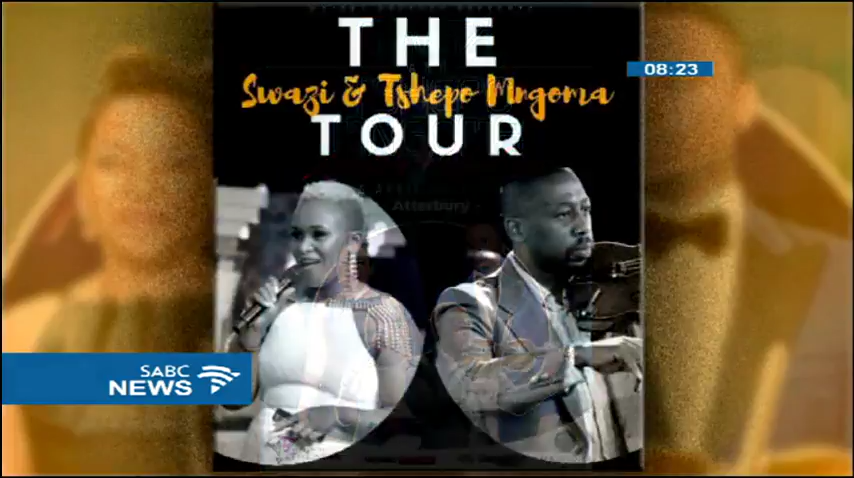 THE
08:23
Swazi & Tshepo Mngoma
TOUR
Atterbury
SABC
NEWS